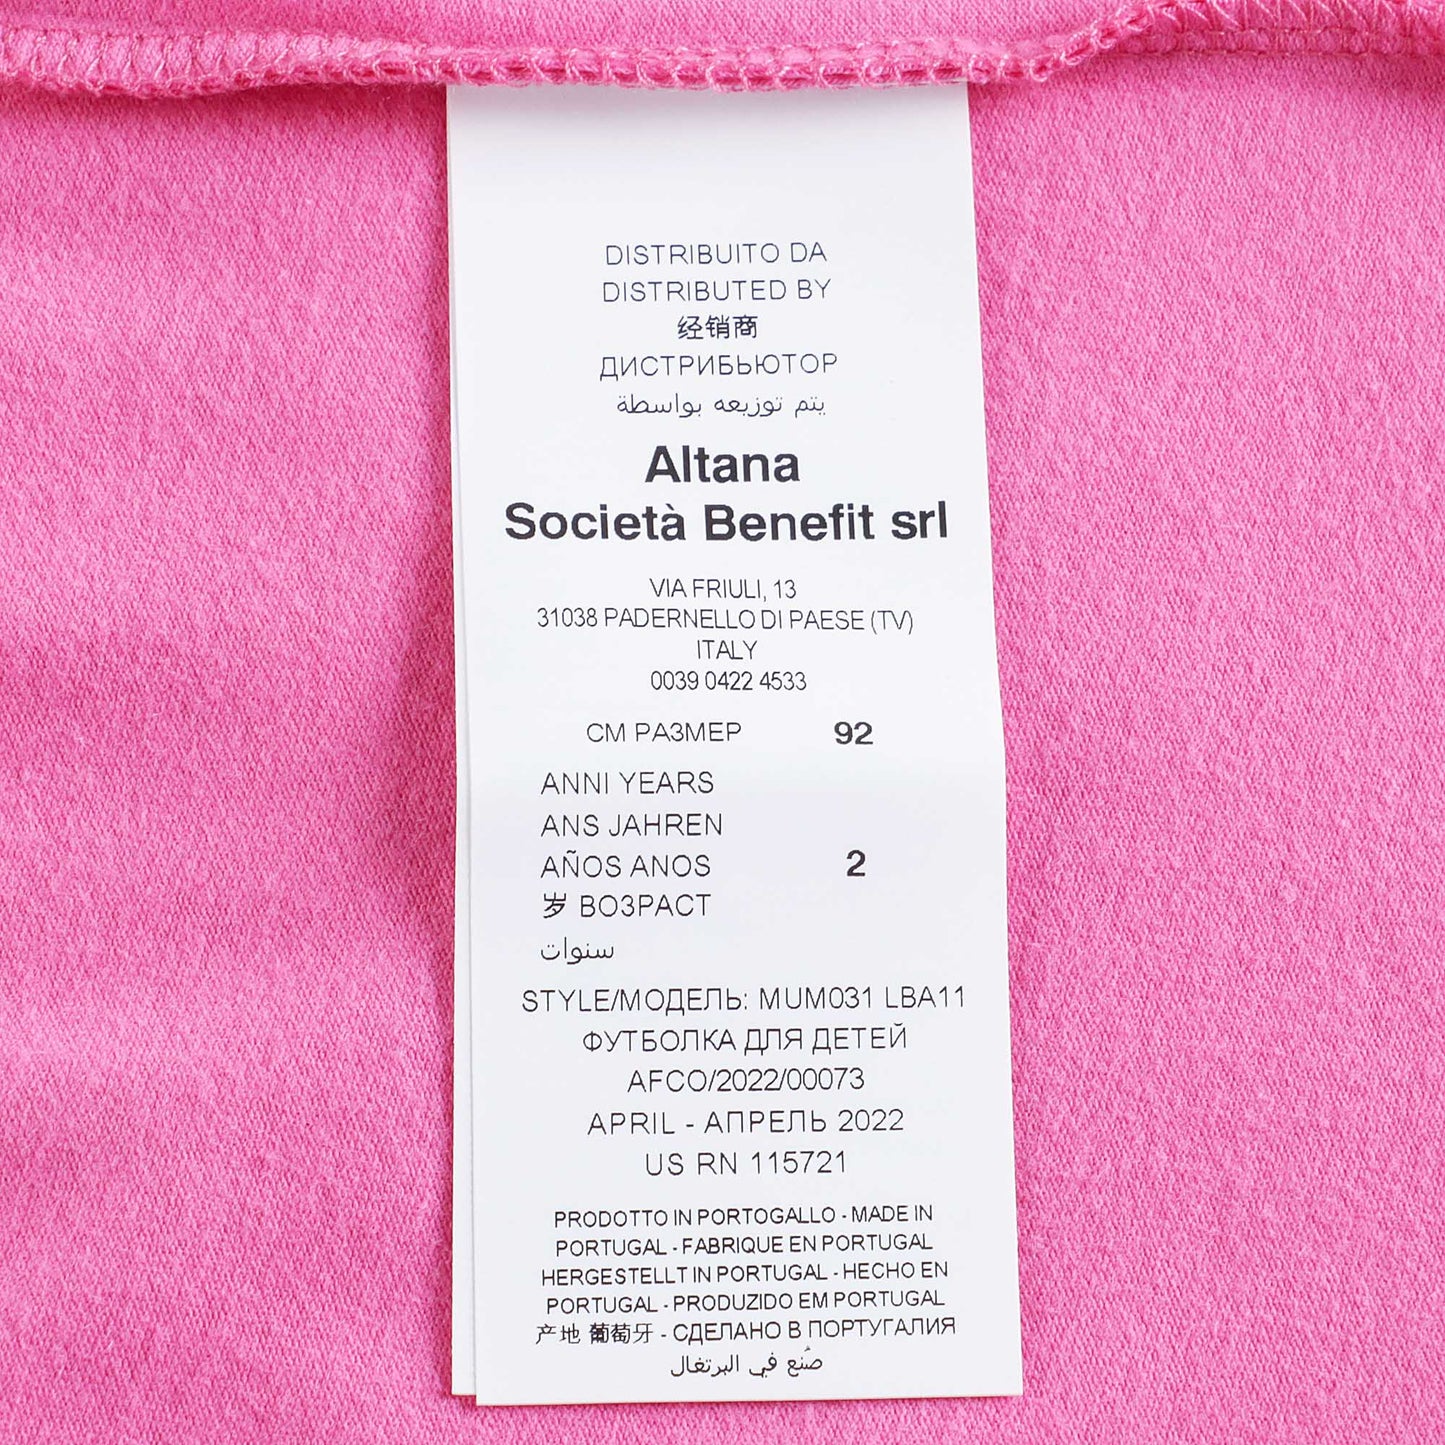 DISTRIBUITO DA
DISTRIBUTED BY
经销商
ДИСТРИБЬЮТОР
يتم توزيعه بواسطة
Altana
Società Benefit srl
VIA FRIULI, 13
31038 PADERNELLO DI PAESE (TV)
ITALY
0039 0422 4533
СМ РАЗМЕР 92
ANNI YEARS
ANS JAHREN
AÑOS ANOS 2
岁 ВОЗРАСТ
سنوات
STYLE/МОДЕЛЬ: MUM031 LBA11
ФУТБОЛКА ДЛЯ ДЕТЕЙ
AFCO/2022/00073
APRIL - АПРЕЛЬ 2022
US RN 115721
PRODOTTO IN PORTOGALLO - MADE IN
PORTUGAL - FABRIQUE EN PORTUGAL
HERGESTELLT IN PORTUGAL - HECHO EN
PORTUGAL - PRODUZIDO EM PORTUGAL
产地 葡萄牙 - СДЕЛАНО В ПОРТУГАЛИЯ
صُنع في البرتغال